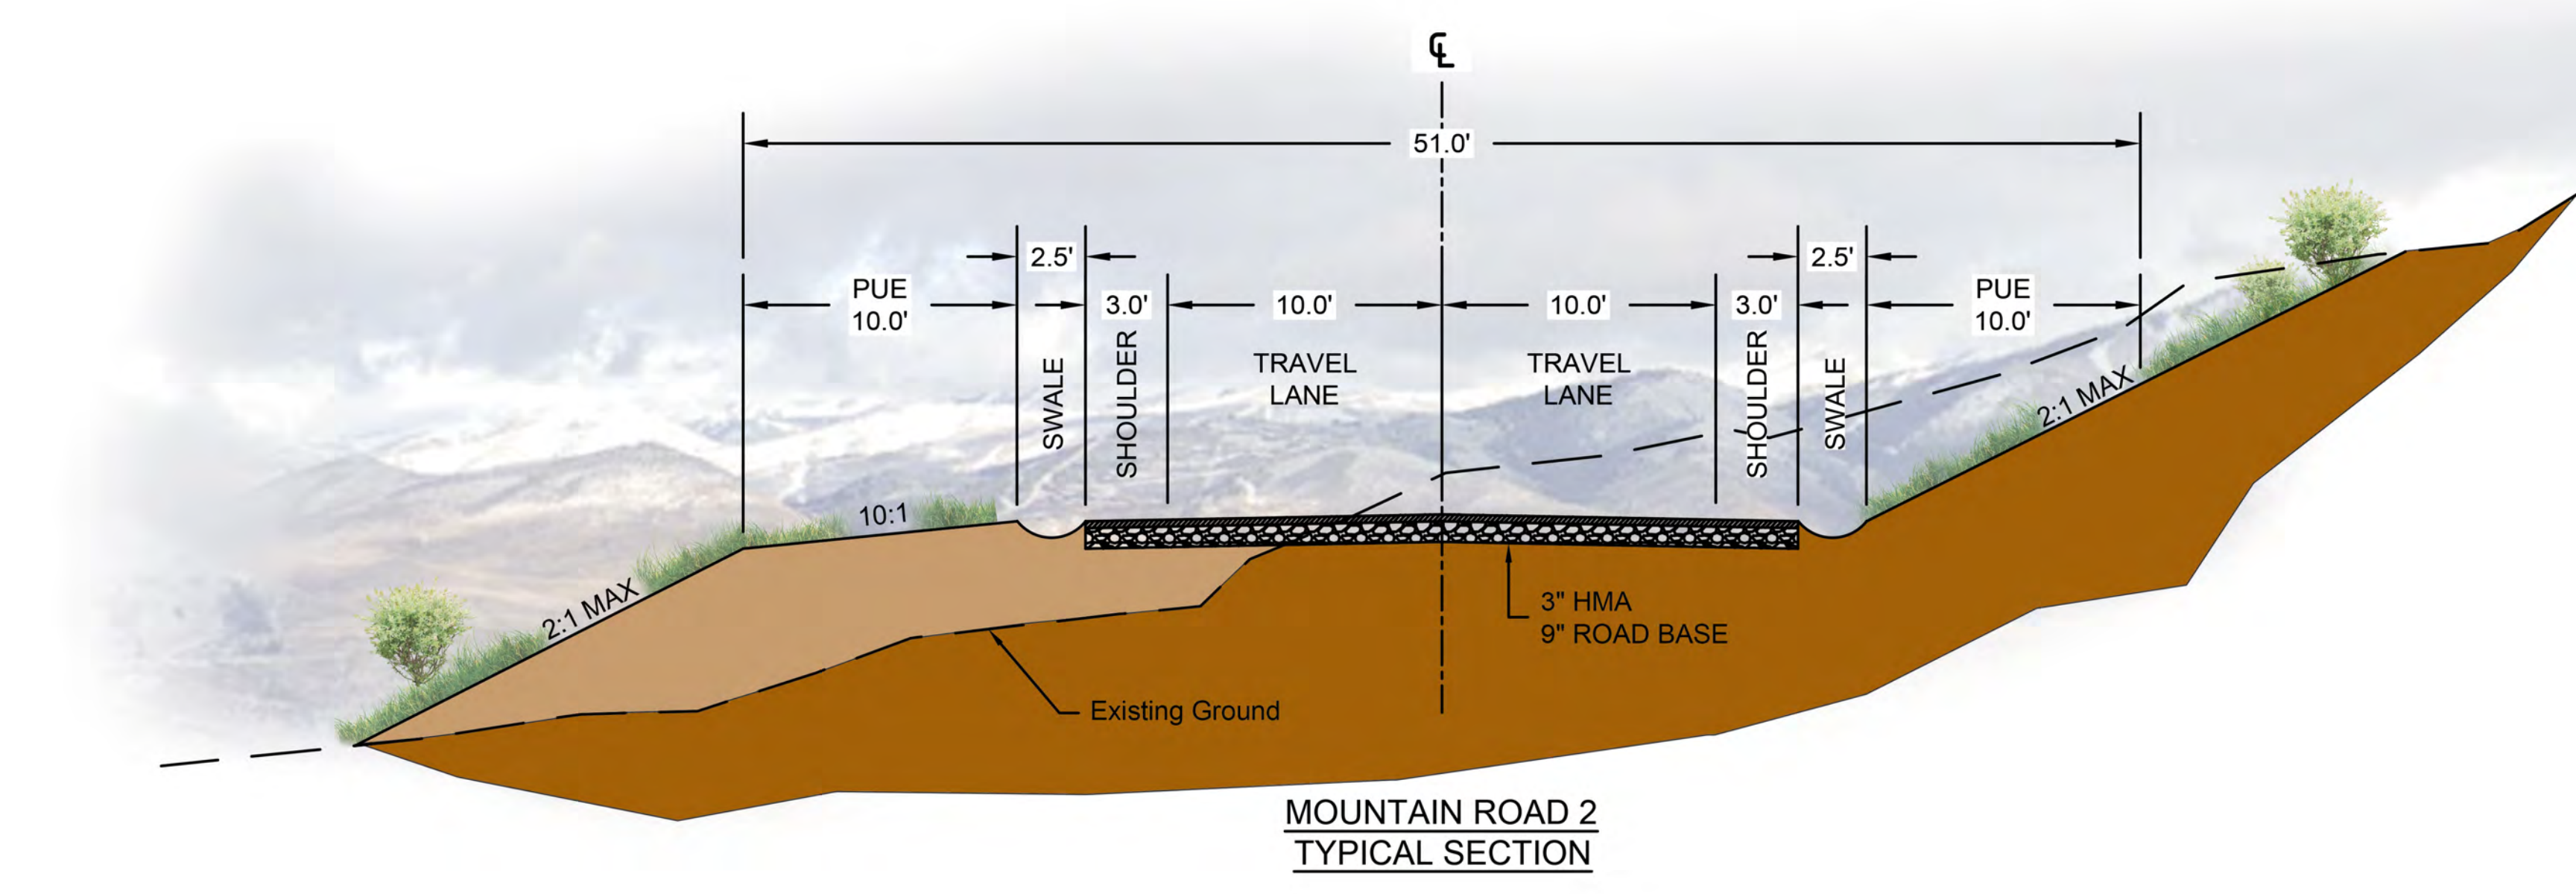 ℄
51.0'
2.5'
2.5'
PUE
10.0'
3.0'
10.0'
10.0'
3.0'
PUE
10.0'
SWALE
SHOULDER
TRAVEL
LANE
TRAVEL
LANE
SHOULDER
SWALE
2:1 MAX
10:1
2:1 MAX
3" HMA
9" ROAD BASE
Existing Ground
MOUNTAIN ROAD 2
TYPICAL SECTION